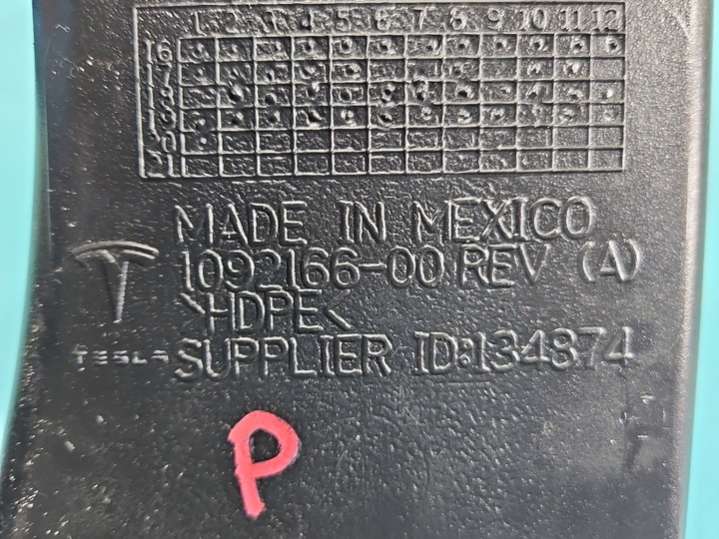 1 2 3 4 5 6 7 8 9 10 11 12
16
17
18
19
20
21
MADE IN MEXICO
1092166-00 REV (A)
>HDPE<
TESLA SUPPLIER ID:134874
P